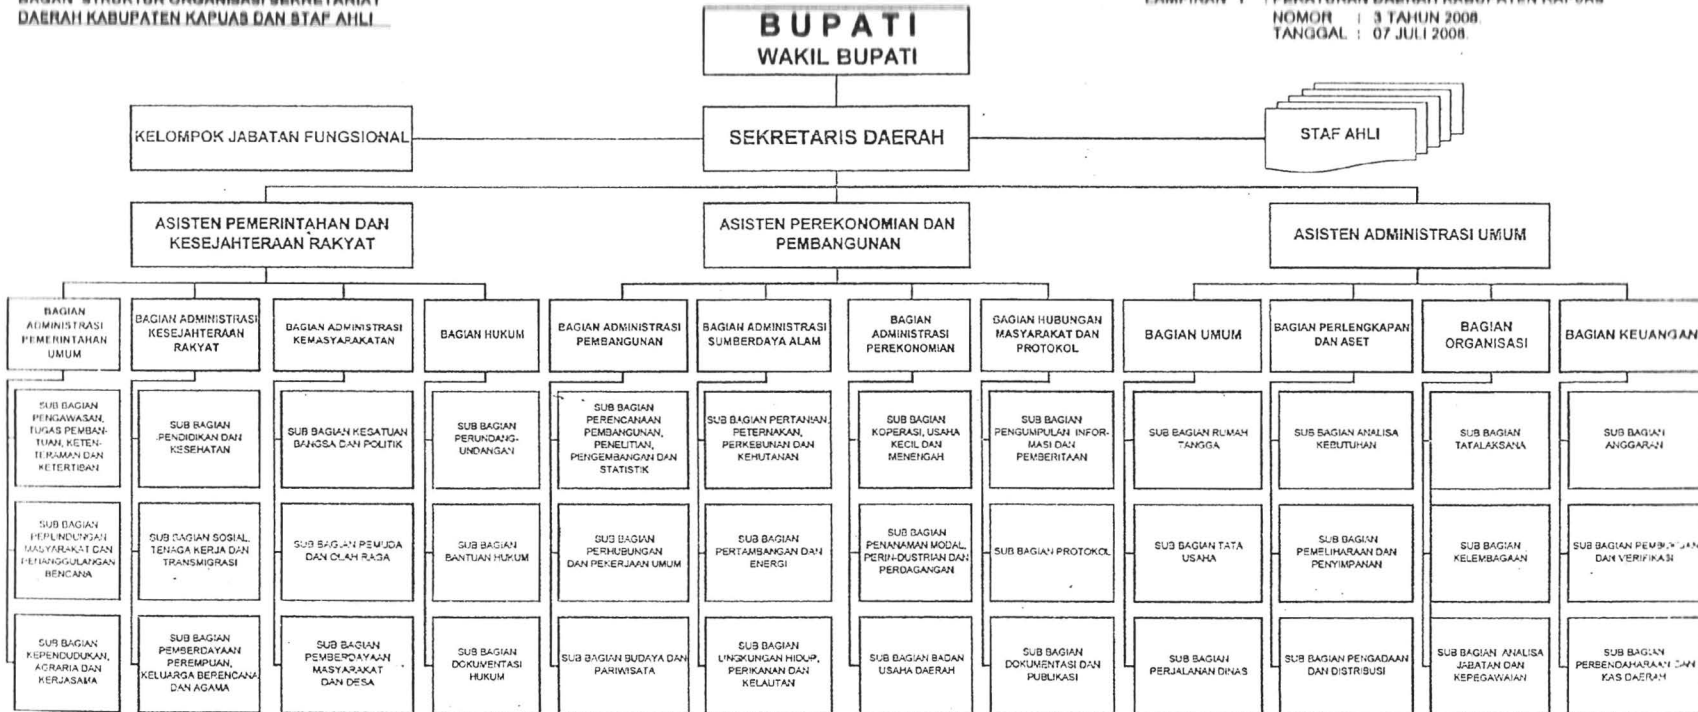 BAGAN STRUKTUR ORGANISASI SEKRETARIAT
DAERAH KABUPATEN KAPUAS DAN STAF AHLI
LAMPIRAN I : PERATURAN DAERAH KABUPATEN KAPUAS
NOMOR : 3 TAHUN 2008.
TANGGAL : 07 JULI 2008.
BUPATI
WAKIL BUPATI
KELOMPOK JABATAN FUNGSIONAL
SEKRETARIS DAERAH
STAF AHLI
ASISTEN PEMERINTAHAN DAN
KESEJAHTERAAN RAKYAT
ASISTEN PEREKONOMIAN DAN
PEMBANGUNAN
ASISTEN ADMINISTRASI UMUM
BAGIAN
ADMINISTRASI
PEMERINTAHAN
UMUM
BAGIAN ADMINISTRASI
KESEJAHTERAAN
RAKYAT
BAGIAN ADMINISTRASI
KEMASYARAKATAN
BAGIAN HUKUM
BAGIAN ADMINISTRASI
PEMBANGUNAN
BAGIAN ADMINISTRASI
SUMBERDAYA ALAM
BAGIAN
ADMINISTRASI
PEREKONOMIAN
BAGIAN HUBUNGAN
MASYARAKAT DAN
PROTOKOL
BAGIAN UMUM
BAGIAN PERLENGKAPAN
DAN ASET
BAGIAN
ORGANISASI
BAGIAN KEUANGAN
SUB BAGIAN
PENGAWASAN,
TUGAS PEMBAN-
TUAN, KETEN-
TERAMAN DAN
KETERTIBAN
SUB BAGIAN
PENDIDIKAN DAN
KESEHATAN
SUB BAGIAN KESATUAN
BANGSA DAN POLITIK
SUB BAGIAN
PERUNDANG-
UNDANGAN
SUB BAGIAN
PERENCANAAN
PEMBANGUNAN,
PENELITIAN,
PENGEMBANGAN DAN
STATISTIK
SUB BAGIAN PERTANIAN,
PETERNAKAN,
PERKEBUNAN DAN
KEHUTANAN
SUB BAGIAN
KOPERASI, USAHA
KECIL DAN
MENENGAH
SUB BAGIAN
PENGUMPULAN INFOR-
MASI DAN
PEMBERITAAN
SUB BAGIAN RUMAH
TANGGA
SUB BAGIAN ANALISA
KEBUTUHAN
SUB BAGIAN
TATALAKSANA
SUB BAGIAN
ANGGARAN
SUB BAGIAN
PERLINDUNGAN
MASYARAKAT DAN
PENANGGULANGAN
BENCANA
SUB BAGIAN SOSIAL,
TENAGA KERJA DAN
TRANSMIGRASI
SUB BAGIAN PEMUDA
DAN OLAH RAGA
SUB BAGIAN
BANTUAN HUKUM
SUB BAGIAN
PERHUBUNGAN
DAN PEKERJAAN UMUM
SUB BAGIAN
PERTAMBANGAN DAN
ENERGI
SUB BAGIAN
PENANAMAN MODAL,
PERIN-DUSTRIAN DAN
PERDAGANGAN
SUB BAGIAN PROTOKOL
SUB BAGIAN TATA
USAHA
SUB BAGIAN
PEMELIHARAAN DAN
PENYIMPANAN
SUB BAGIAN
KELEMBAGAAN
SUB BAGIAN PEMBUKUAN
DAN VERIFIKASI
SUB BAGIAN
KEPENDUDUKAN,
AGRARIA DAN
KERJASAMA
SUB BAGIAN
PEMBERDAYAAN
PEREMPUAN,
KELUARGA BERENCANA
DAN AGAMA
SUB BAGIAN
PEMBERDAYAAN
MASYARAKAT
DAN DESA
SUB BAGIAN
DOKUMENTASI
HUKUM
SUB BAGIAN BUDAYA DAN
PARIWISATA
SUB BAGIAN
LINGKUNGAN HIDUP,
PERIKANAN DAN
KELAUTAN
SUB BAGIAN BADAN
USAHA DAERAH
SUB BAGIAN
DOKUMENTASI DAN
PUBLIKASI
SUB BAGIAN
PERJALANAN DINAS
SUB BAGIAN PENGADAAN
DAN DISTRIBUSI
SUB BAGIAN ANALISA
JABATAN DAN
KEPEGAWAIAN
SUB BAGIAN
PERBENDAHARAAN DAN
KAS DAERAH